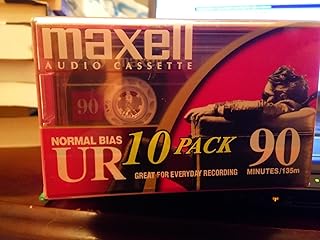 maxell
AUDIO CASSETTE
90
NORMAL BIAS
UR 10 PACK 90
GREAT FOR EVERYDAY RECORDING
MINUTES/135m